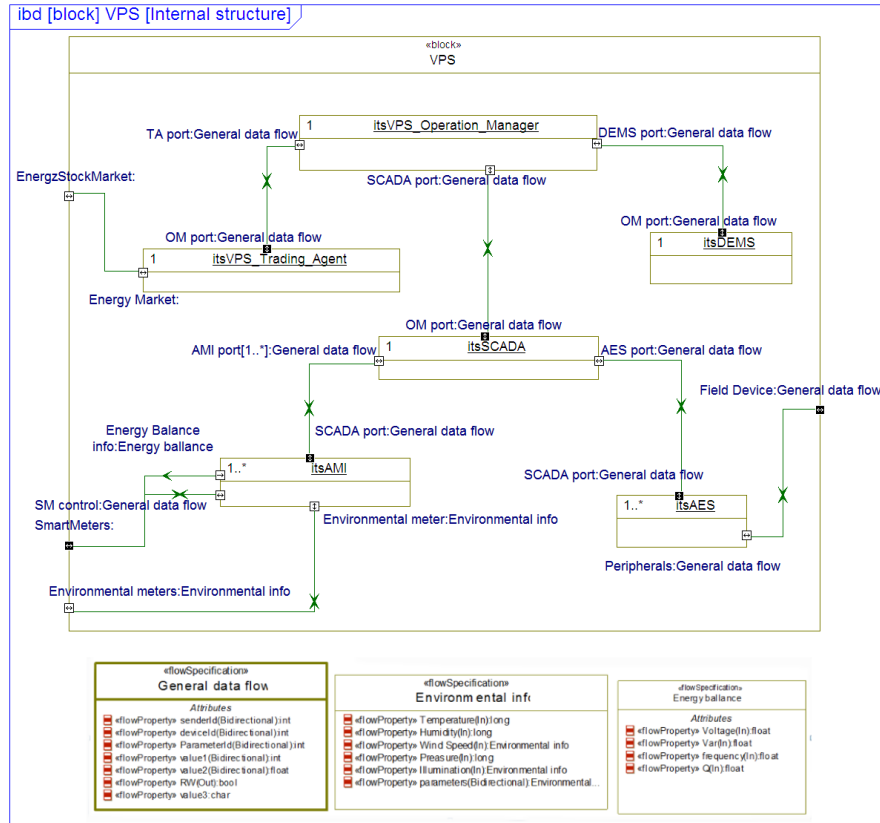 ibd [block] VPS [Internal structure]
«block»
VPS
1 itsVPS_Operation_Manager
TA port:General data flow
DEMS port:General data flow
SCADA port:General data flow
EnergzStockMarket:
OM port:General data flow
OM port:General data flow
1 itsVPS_Trading_Agent
1 itsDEMS
Energy Market:
OM port:General data flow
AMI port[1..*]:General data flow
1 itsSCADA
AES port:General data flow
Field Device:General data flow
Energy Balance
info:Energy ballance
SCADA port:General data flow
1..* itsAMI
SCADA port:General data flow
SM control:General data flow
1..* itsAES
SmartMeters:
Environmental meter:Environmental info
Peripherals:General data flow
Environmental meters:Environmental info
«flowSpecification»
General data flow
Attributes
«flowProperty» senderId(Bidirectional):int
«flowProperty» deviceId(Bidirectional):int
«flowProperty» ParameterId(Bidirectional):int
«flowProperty» value1(Bidirectional):int
«flowProperty» value2(Bidirectional):float
«flowProperty» RW(Out):bool
«flowProperty» value3:char
«flowSpecification»
Environmental info
«flowProperty» Temperature(In):long
«flowProperty» Humidity(In):long
«flowProperty» Wind Speed(In):Environmental info
«flowProperty» Preasure(In):long
«flowProperty» Illumination(In):Environmental info
«flowProperty» parameters(Bidirectional):Environmental...
«flowSpecification»
Energy ballance
Attributes
«flowProperty» Voltage(In):float
«flowProperty» Var(In):float
«flowProperty» frequency(In):float
«flowProperty» Q(In):float